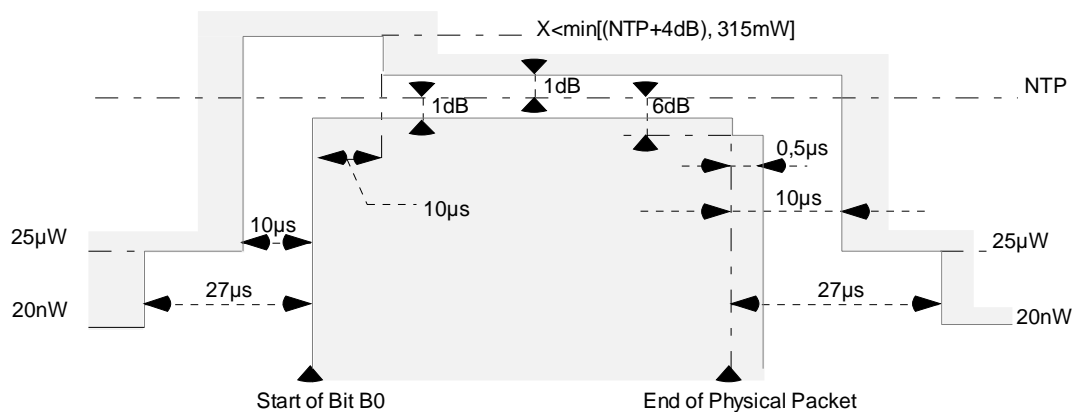 X<min[(NTP+4dB), 315mW]
NTP
1dB
1dB
6dB
0,5µs
10µs
10µs
10µs
25µW
25µW
27µs
27µs
20nW
20nW
Start of Bit B0
End of Physical Packet